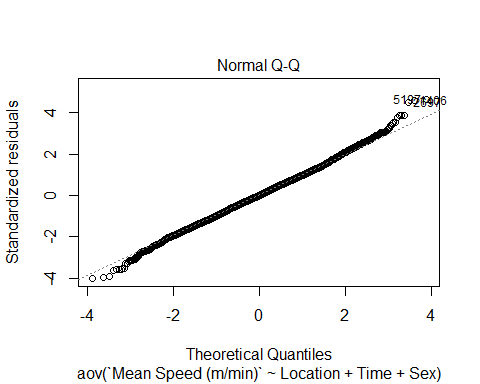 Normal Q-Q
Standardized residuals
4
2
0
-2
-4
-4
-2
0
2
4
Theoretical Quantiles
aov(`Mean Speed (m/min)` ~ Location + Time + Sex)